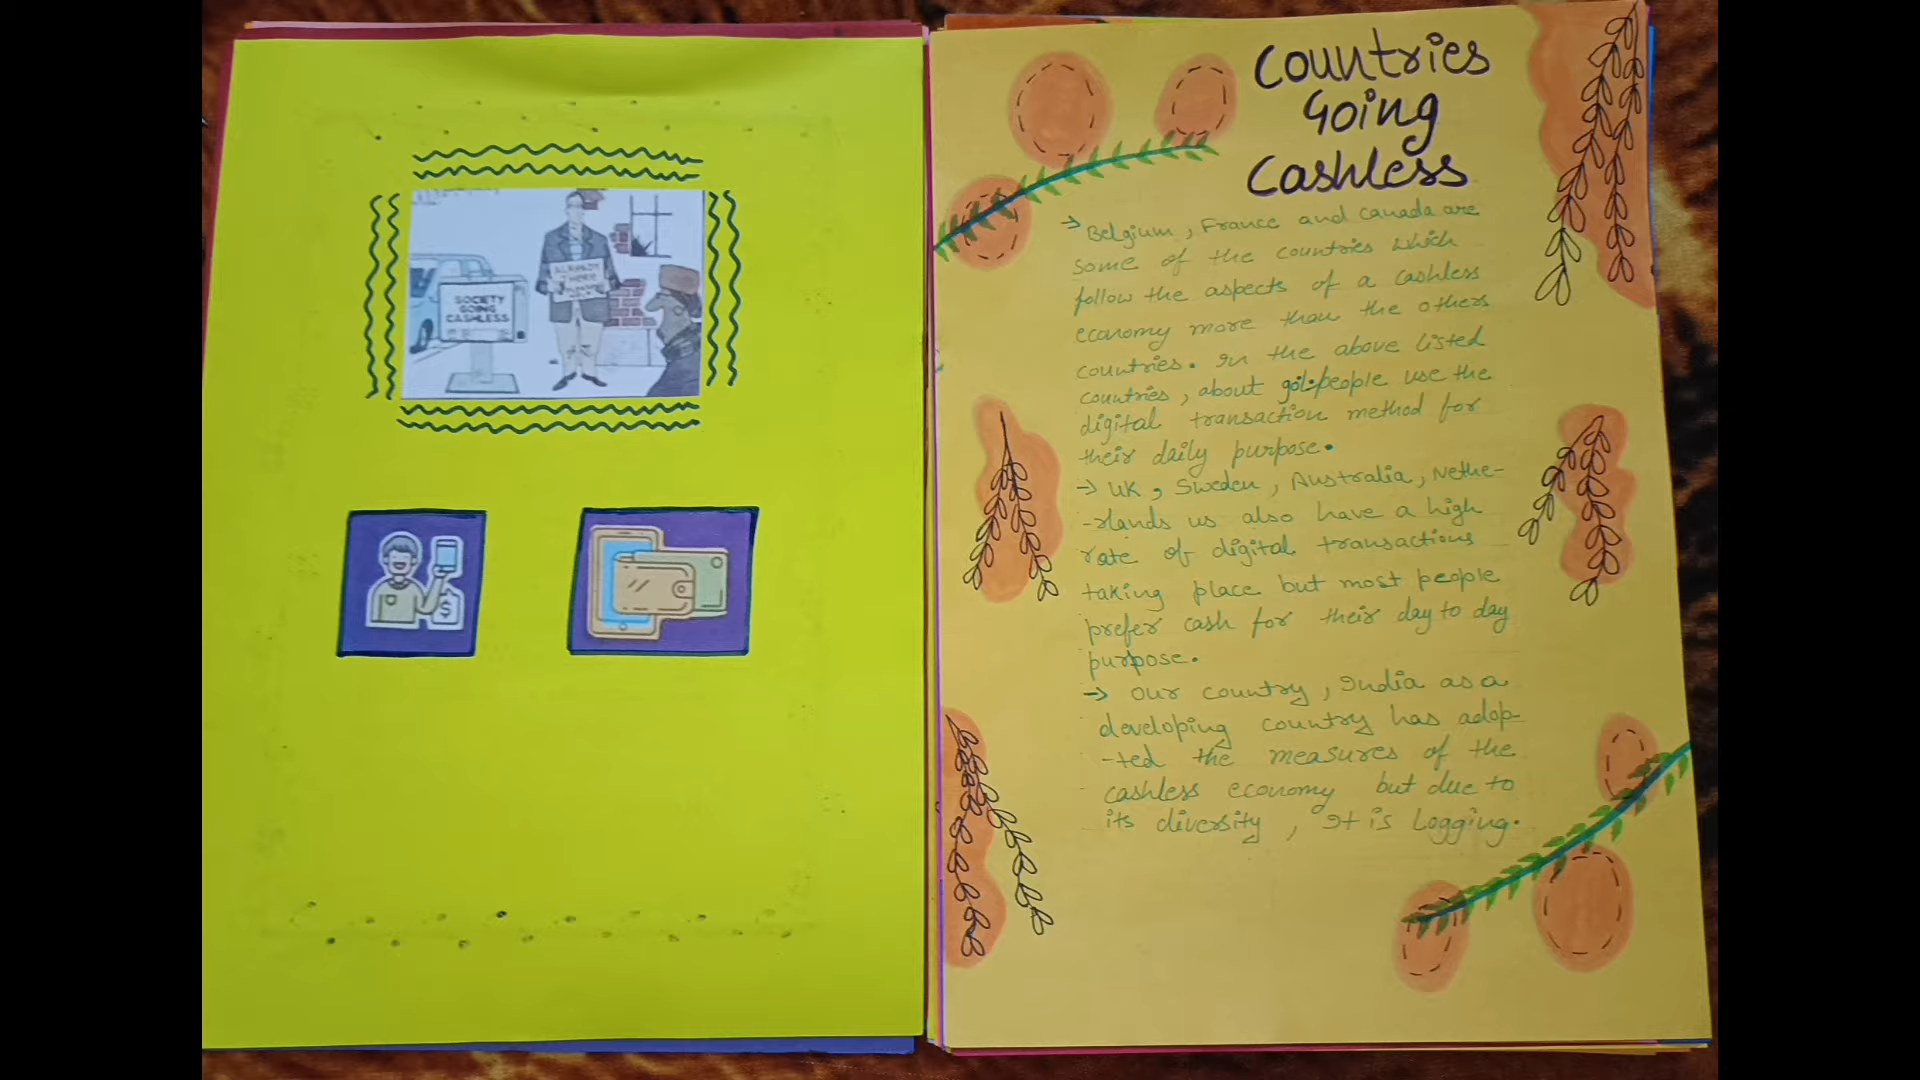 SOCIETY
GOING
CASHLESS
ALREADY
THERE
Countries
Going
Cashless
→ Belgium, France and Canada are
some of the countries which
follow the aspects of a cashless
economy more than the others
countries. In the above listed
countries, about 90% people use the
digital transaction method for
their daily purpose.
→ UK, Sweden, Australia, Nethe-
-rlands us also have a high
rate of digital transactions
taking place but most people
prefer cash for their day to day
purpose.
→ Our country, India as a
developing country has adop-
-ted the measures of the
cashless economy but due to
its diversity, It is logging.